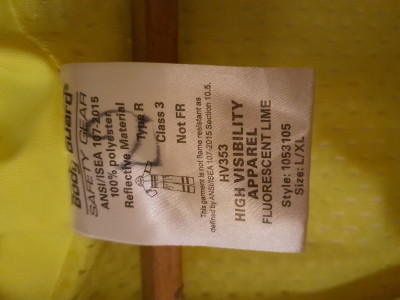 Body Guard®
SAFETY GEAR
ANSI/ISEA 107-2015
100% polyester
Reflective Material
Type R
Class 3
Not FR
This garment is not flame resistant as
defined by ANSI/ISEA 107-2015 Section 10.5.
HV353
HIGH VISIBILITY
APPAREL
FLUORESCENT LIME
Style: 1053105
Size: L/XL